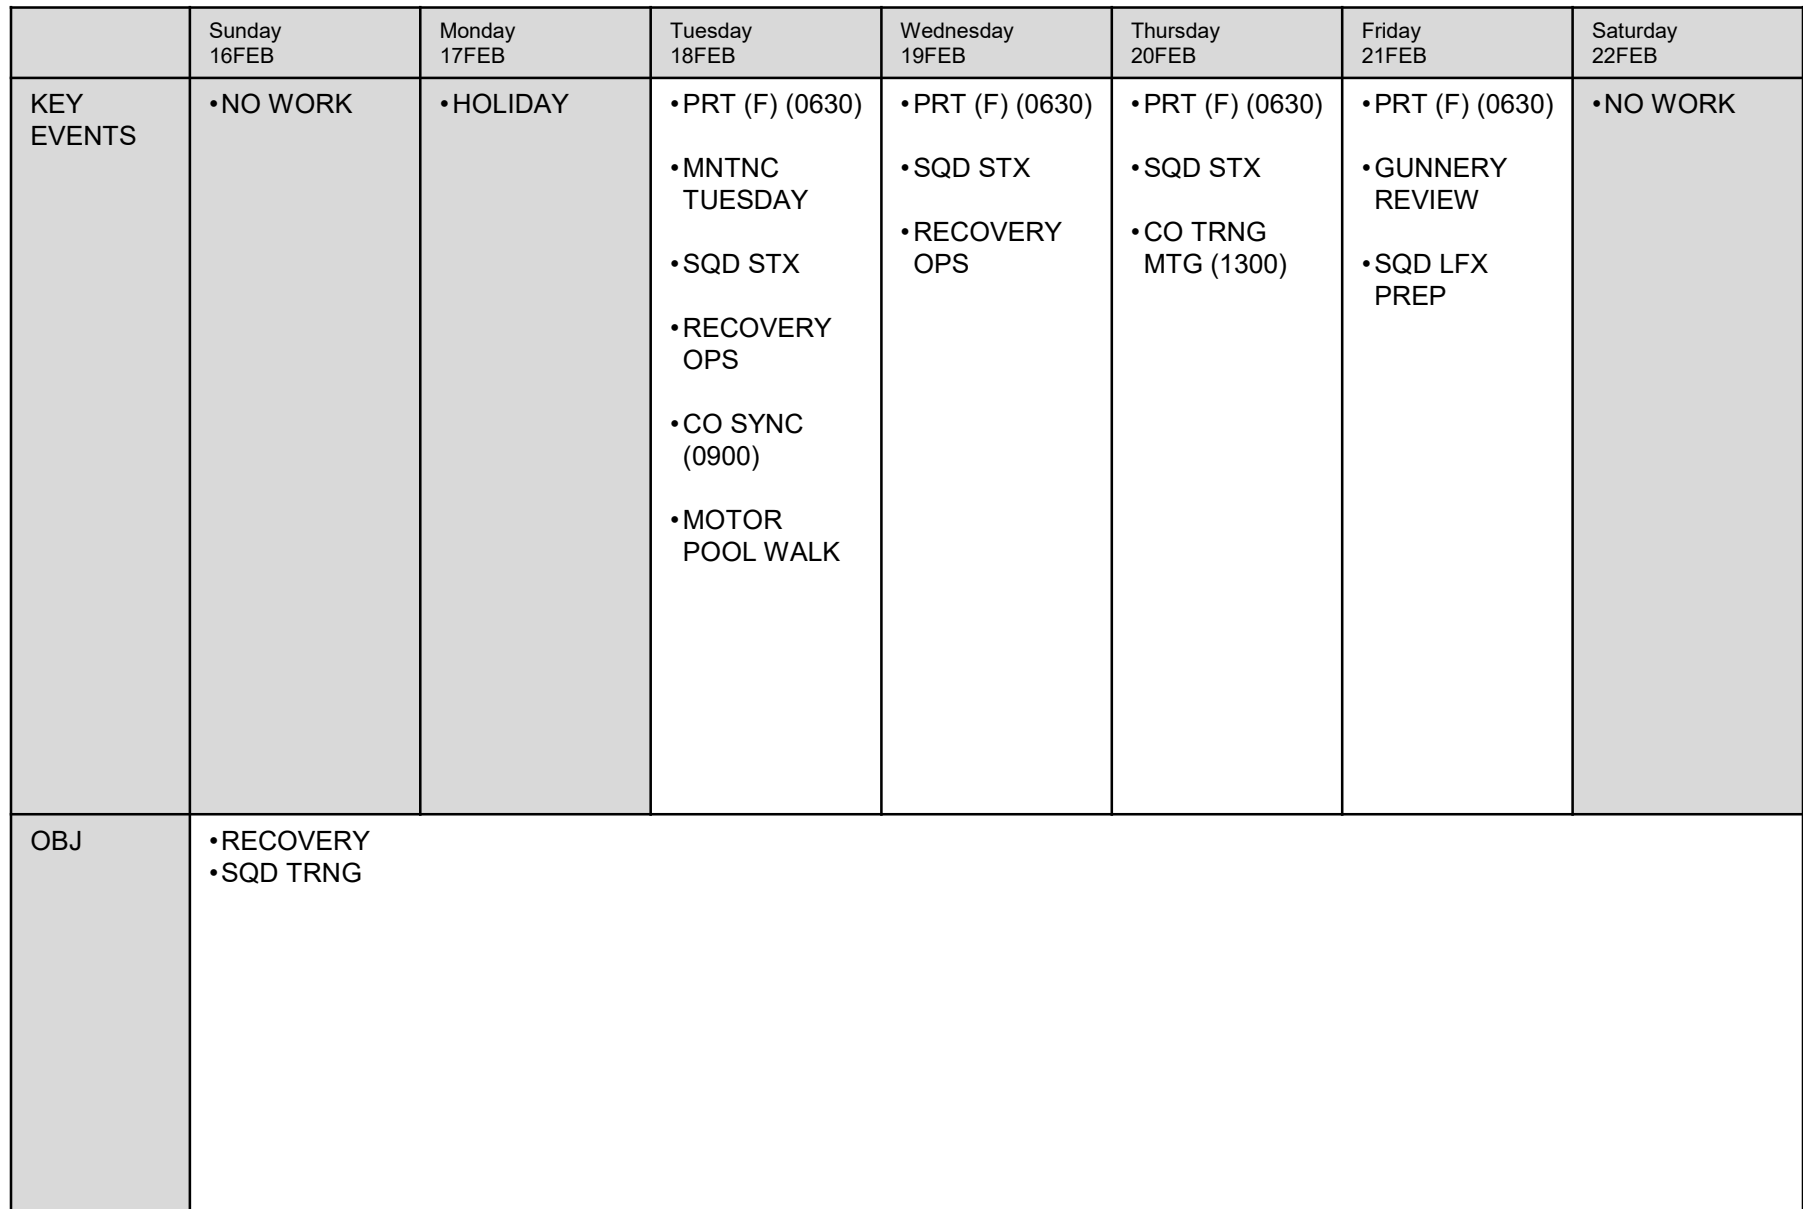 Sunday
16FEB
Monday
17FEB
Tuesday
18FEB
Wednesday
19FEB
Thursday
20FEB
Friday
21FEB
Saturday
22FEB
KEY
EVENTS
•NO WORK
•HOLIDAY
•PRT (F) (0630)
•MNTNC
TUESDAY
•SQD STX
•RECOVERY
OPS
•CO SYNC
(0900)
•MOTOR
POOL WALK
•PRT (F) (0630)
•SQD STX
•RECOVERY
OPS
•PRT (F) (0630)
•SQD STX
•CO TRNG
MTG (1300)
•PRT (F) (0630)
•GUNNERY
REVIEW
•SQD LFX
PREP
•NO WORK
OBJ
•RECOVERY
•SQD TRNG